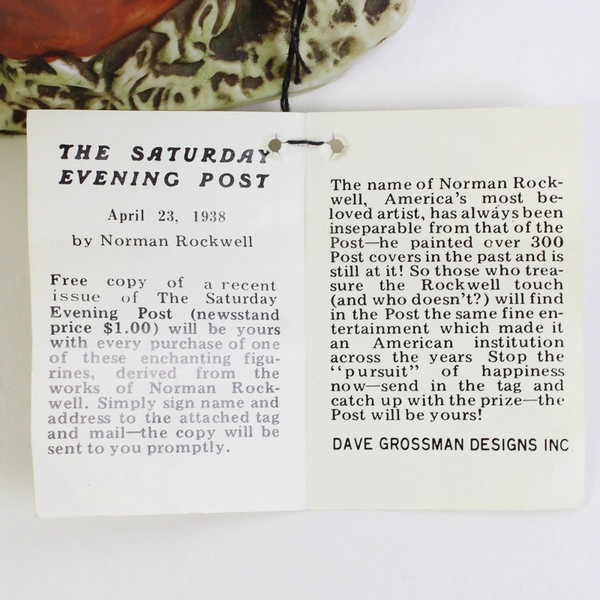 THE SATURDAY
EVENING POST
April 23, 1938
by Norman Rockwell
Free copy of a recent
issue of The Saturday
Evening Post (newsstand
price $1.00) will be yours
with every purchase of one
of these enchanting figu-
rines, derived from the
works of Norman Rock-
well. Simply sign name and
address to the attached tag
and mail—the copy will be
sent to you promptly.
The name of Norman Rock-
well, America's most be-
loved artist, has always been
inseparable from that of the
Post—he painted over 300
Post covers in the past and is
still at it! So those who trea-
sure the Rockwell touch
(and who doesn't?) will find
in the Post the same fine en-
tertainment which made it
an American institution
across the years Stop the
"pursuit" of happiness
now—send in the tag and
catch up with the prize—the
Post will be yours!
DAVE GROSSMAN DESIGNS INC